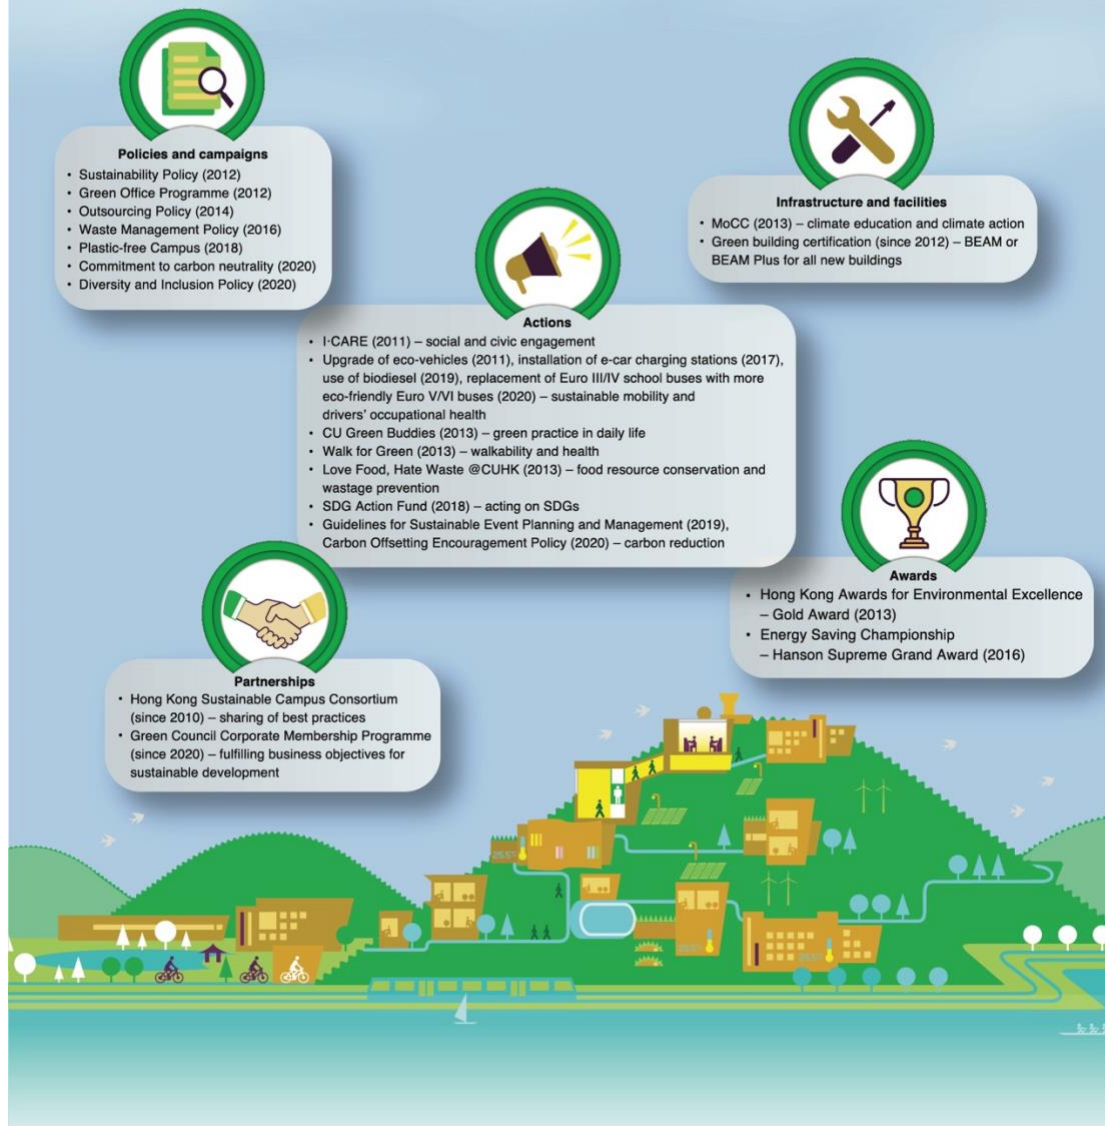 Policies and campaigns
• Sustainability Policy (2012)
• Green Office Programme (2012)
• Outsourcing Policy (2014)
• Waste Management Policy (2016)
• Plastic-free Campus (2018)
• Commitment to carbon neutrality (2020)
• Diversity and Inclusion Policy (2020)
Infrastructure and facilities
• MoCC (2013) – climate education and climate action
• Green building certification (since 2012) – BEAM or
BEAM Plus for all new buildings
Actions
• I·CARE (2011) – social and civic engagement
• Upgrade of eco-vehicles (2011), installation of e-car charging stations (2017),
use of biodiesel (2019), replacement of Euro III/IV school buses with more
eco-friendly Euro V/VI buses (2020) – sustainable mobility and
drivers' occupational health
• CU Green Buddies (2013) – green practice in daily life
• Walk for Green (2013) – walkability and health
• Love Food, Hate Waste @CUHK (2013) – food resource conservation and
wastage prevention
• SDG Action Fund (2018) – acting on SDGs
• Guidelines for Sustainable Event Planning and Management (2019),
Carbon Offsetting Encouragement Policy (2020) – carbon reduction
Awards
• Hong Kong Awards for Environmental Excellence
– Gold Award (2013)
• Energy Saving Championship
– Hanson Supreme Grand Award (2016)
Partnerships
• Hong Kong Sustainable Campus Consortium
(since 2010) – sharing of best practices
• Green Council Corporate Membership Programme
(since 2020) – fulfilling business objectives for
sustainable development